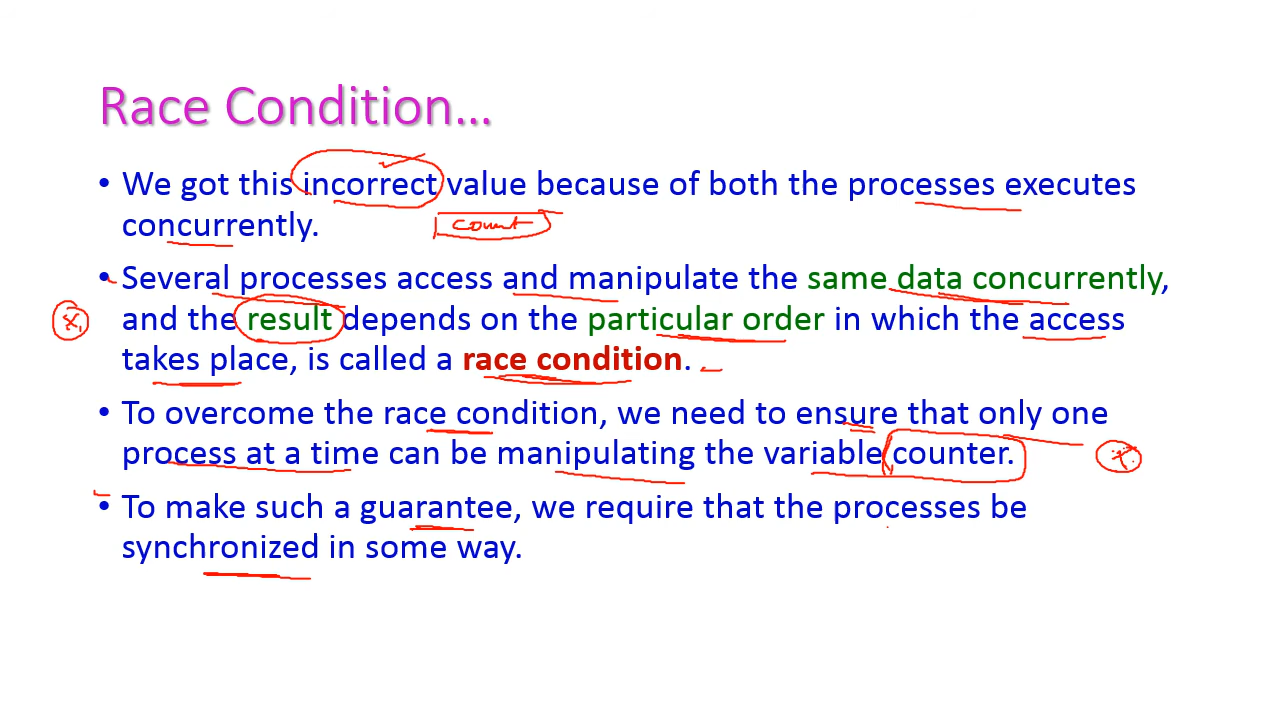 Race Condition...
• We got this incorrect value because of both the processes executes
concurrently.
count
• Several processes access and manipulate the same data concurrently,
and the result depends on the particular order in which the access
takes place, is called a race condition.
• To overcome the race condition, we need to ensure that only one
process at a time can be manipulating the variable counter.
• To make such a guarantee, we require that the processes be
synchronized in some way.